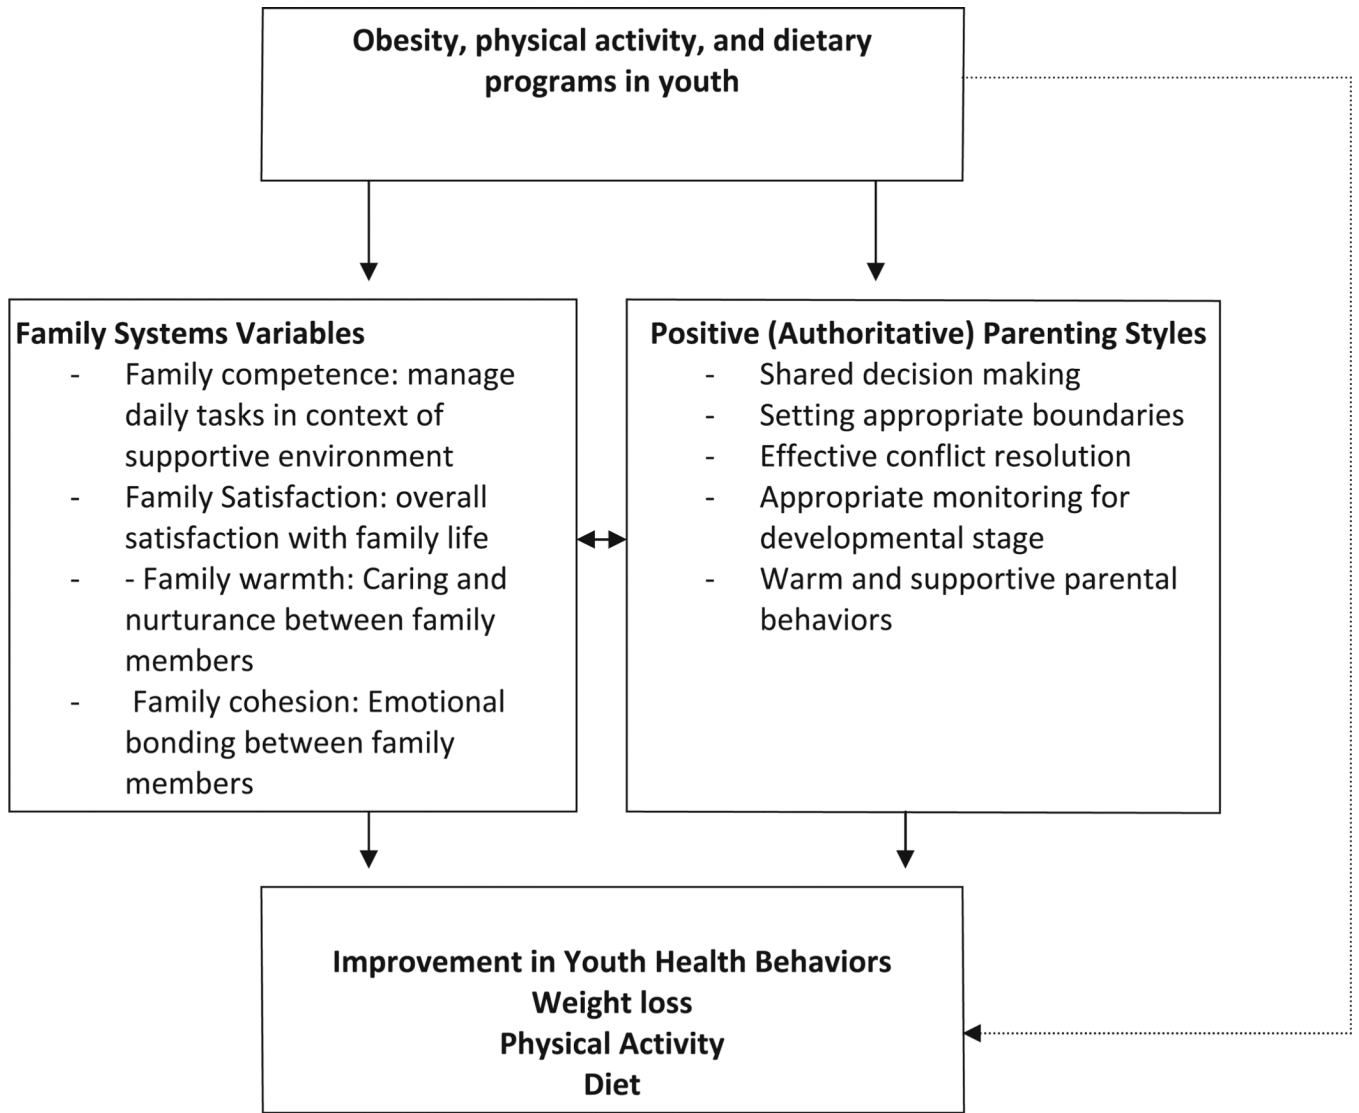 Obesity, physical activity, and dietary
programs in youth
Family Systems Variables
- Family competence: manage
daily tasks in context of
supportive environment
- Family Satisfaction: overall
satisfaction with family life
- - Family warmth: Caring and
nurturance between family
members
- Family cohesion: Emotional
bonding between family
members
Positive (Authoritative) Parenting Styles
- Shared decision making
- Setting appropriate boundaries
- Effective conflict resolution
- Appropriate monitoring for
developmental stage
- Warm and supportive parental
behaviors
Improvement in Youth Health Behaviors
Weight loss
Physical Activity
Diet